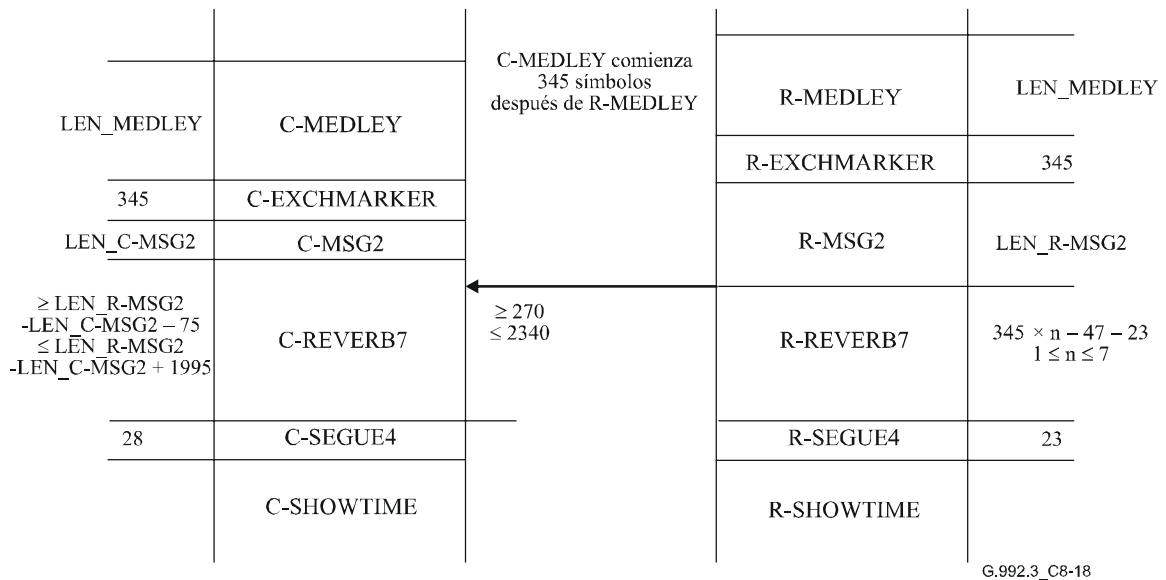 C-MEDLEY comienza
345 símbolos
después de R-MEDLEY
LEN_MEDLEY
C-MEDLEY
R-MEDLEY
LEN_MEDLEY
R-EXCHMARKER
345
345
C-EXCHMARKER
LEN_C-MSG2
C-MSG2
R-MSG2
LEN_R-MSG2
≥ LEN_R-MSG2
-LEN_C-MSG2 – 75
≤ LEN_R-MSG2
-LEN_C-MSG2 + 1995
C-REVERB7
≥ 270
≤ 2340
R-REVERB7
345 × n – 47 – 23
1 ≤ n ≤ 7
28
C-SEGUE4
R-SEGUE4
23
C-SHOWTIME
R-SHOWTIME
G.992.3_C8-18